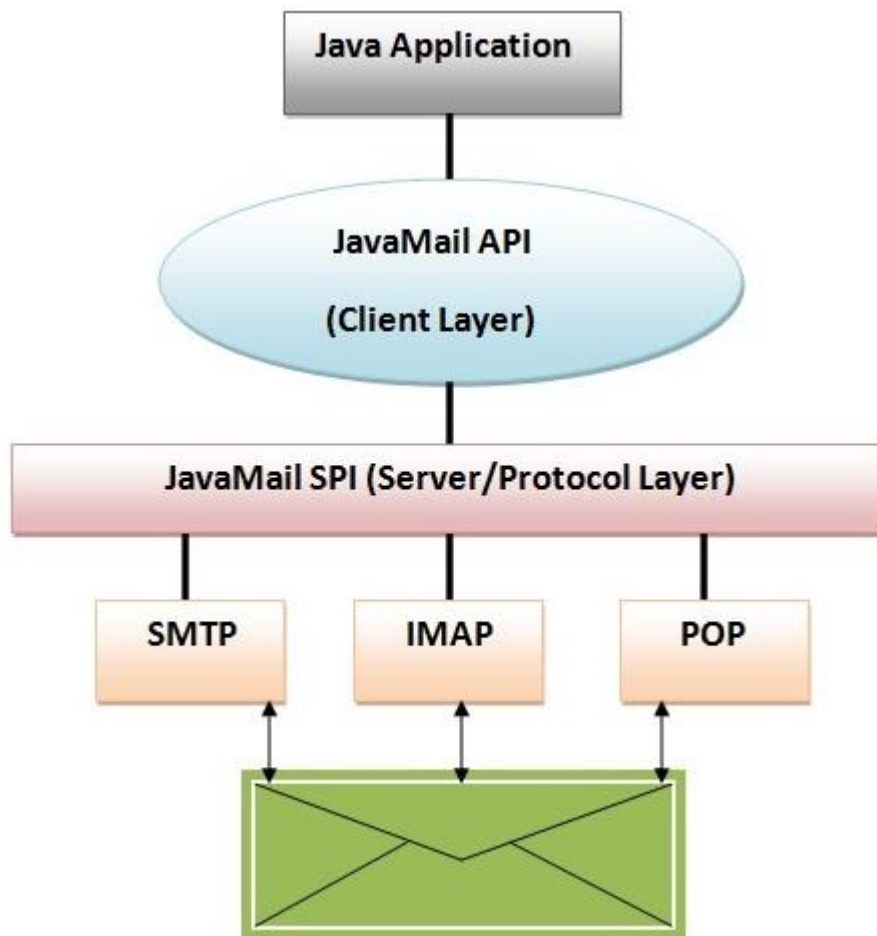 Java Application
JavaMail API
(Client Layer)
JavaMail SPI (Server/Protocol Layer)
SMTP
IMAP
POP